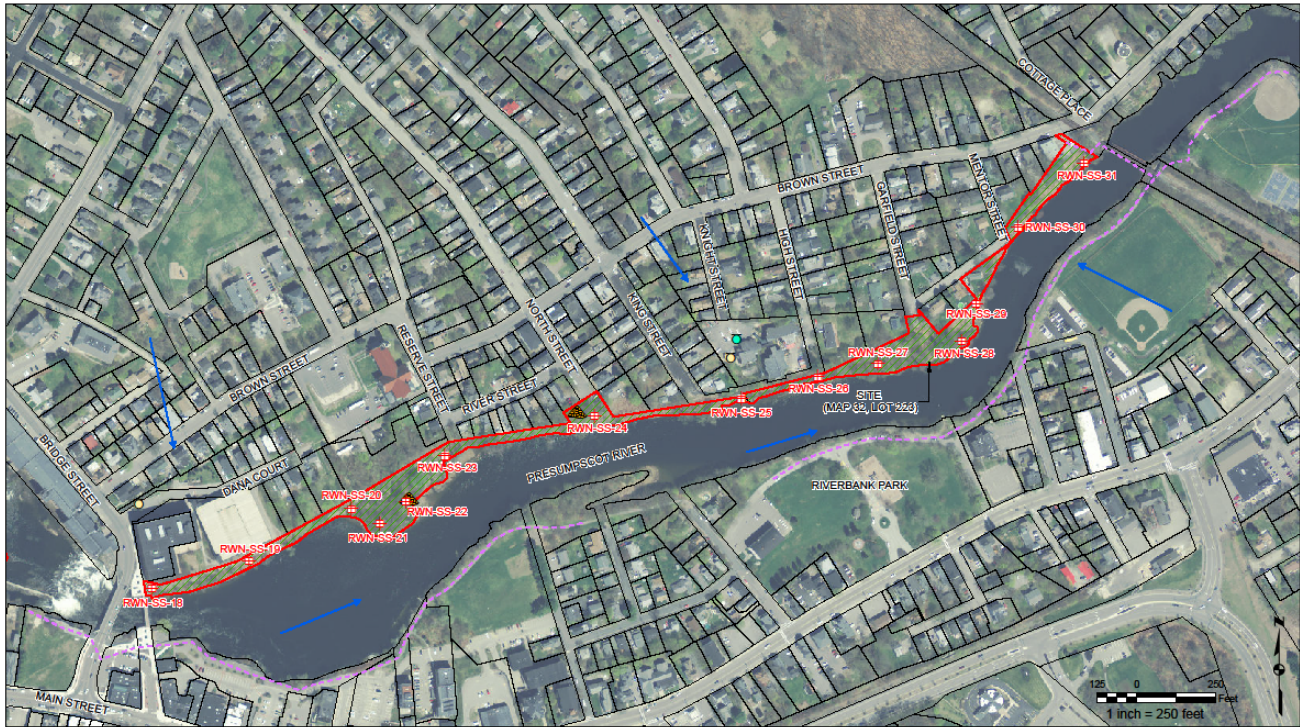 COTTAGE PLACE
RWN-SS-31
BROWN STREET
MENTOR STREET
GARFIELD STREET
RWN-SS-30
KNIGHT STREET
HIGH STREET
RWN-SS-29
NORTH STREET
KING STREET
RESERVE STREET
RWN-SS-28
RWN-SS-27
RIVER STREET
BROWN STREET
RWN-SS-26
SITE
(MAP 32, LOT 223)
RWN-SS-25
RWN-SS-24
BRIDGE STREET
PRESUMPSCOT RIVER
DANA COURT
RWN-SS-23
RIVERBANK PARK
RWN-SS-20
RWN-SS-22
RWN-SS-21
RWN-SS-19
RWN-SS-18
MAIN STREET
N
125 0 250
Feet
1 inch = 250 feet